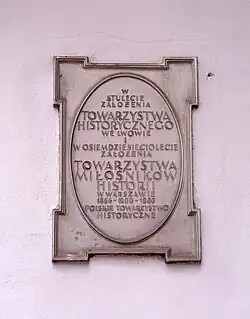 W
STULECIE
ZAŁOŻENIA
TOWARZYSTWA
HISTORYCZNEGO
WE LWOWIE
W OSIEMDZIESIĘCIOLECIE
ZAŁOŻENIA
TOWARZYSTWA
MIŁOŚNIKÓW
HISTORII
W WARSZAWIE
1886-1906-1986
POLSKIE TOWARZYSTWO
HISTORYCZNE